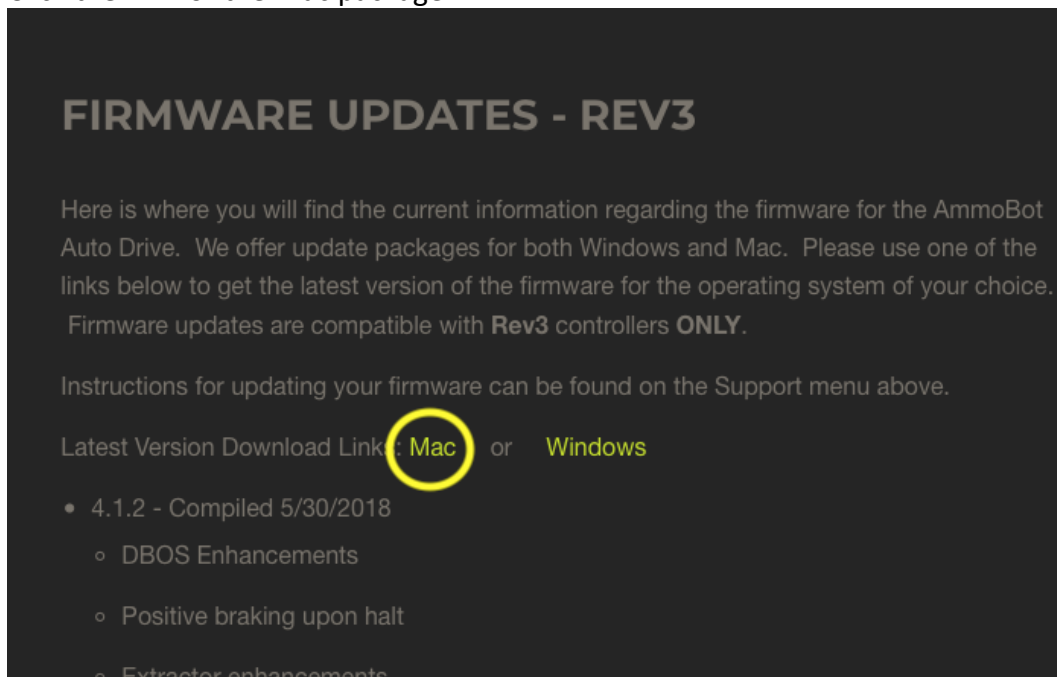 FIRMWARE UPDATES - REV3
Here is where you will find the current information regarding the firmware for the AmmoBot
Auto Drive. We offer update packages for both Windows and Mac. Please use one of the
links below to get the latest version of the firmware for the operating system of your choice.
Firmware updates are compatible with Rev3 controllers ONLY.
Instructions for updating your firmware can be found on the Support menu above.
Latest Version Download Links: Mac or Windows
• 4.1.2 - Compiled 5/30/2018
◦ DBOS Enhancements
◦ Positive braking upon halt
◦ Extractor enhancements